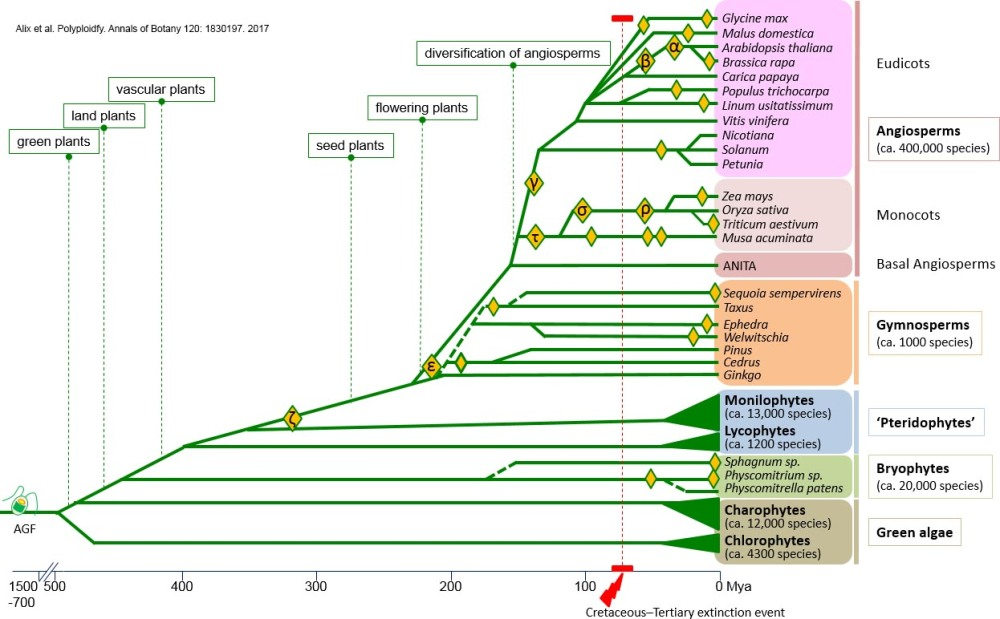 Alix et al. Polyploidfy. Annals of Botany 120: 1830197. 2017
green plants
land plants
vascular plants
seed plants
flowering plants
diversification of angiosperms
Glycine max
Malus domestica
Arabidopsis thaliana
Brassica rapa
Carica papaya
Populus trichocarpa
Linum usitatissimum
Vitis vinifera
Nicotiana
Solanum
Petunia
Zea mays
Oryza sativa
Triticum aestivum
Musa acuminata
ANITA
Sequoia sempervirens
Taxus
Ephedra
Welwitschia
Pinus
Cedrus
Ginkgo
Monilophytes
(ca. 13,000 species)
Lycophytes
(ca. 1200 species)
Sphagnum sp.
Physcomitrium sp.
Physcomitrella patens
Charophytes
(ca. 12,000 species)
Chlorophytes
(ca. 4300 species)
Eudicots
Angiosperms
(ca. 400,000 species)
Monocots
Basal Angiosperms
Gymnosperms
(ca. 1000 species)
‘Pteridophytes’
Bryophytes
(ca. 20,000 species)
Green algae
α
β
γ
σ
ρ
τ
ε
ζ
AGF
1500 500 400 300 200 100 0 Mya
-700
Cretaceous–Tertiary extinction event